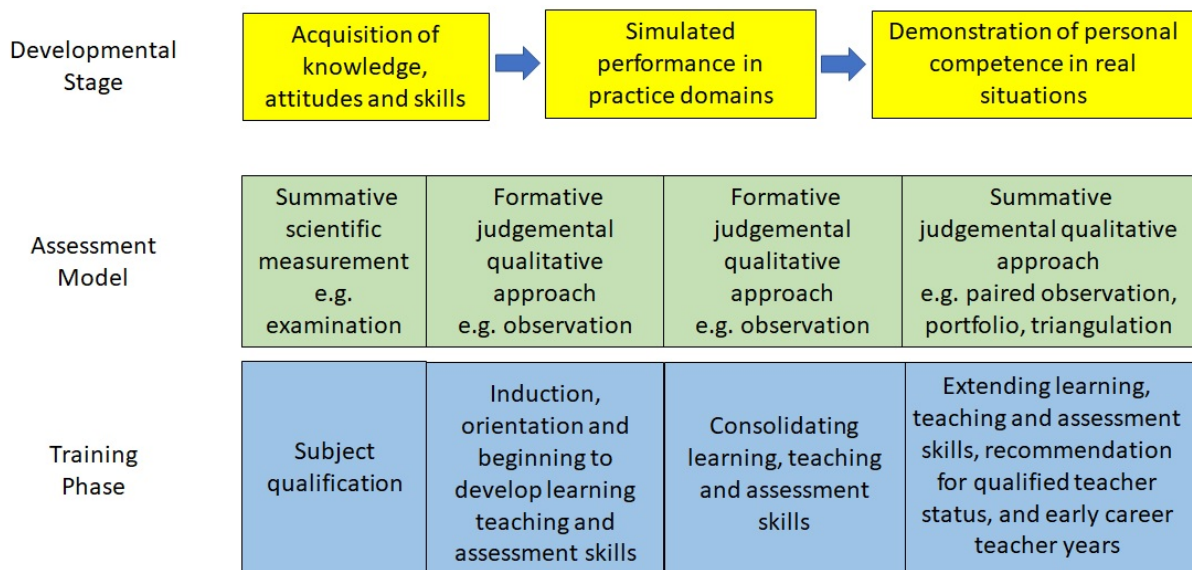 Developmental
Stage
Acquisition of
knowledge,
attitudes and skills
Simulated
performance in
practice domains
Demonstration of personal
competence in real
situations
Assessment
Model
Summative
scientific
measurement
e.g.
examination
Formative
judgemental
qualitative
approach
e.g. observation
Formative
judgemental
qualitative
approach
e.g. observation
Summative
judgemental qualitative
approach
e.g. paired observation,
portfolio, triangulation
Training
Phase
Subject
qualification
Induction,
orientation and
beginning to
develop learning
teaching and
assessment skills
Consolidating
learning, teaching
and assessment
skills
Extending learning,
teaching and assessment
skills, recommendation
for qualified teacher
status, and early career
teacher years